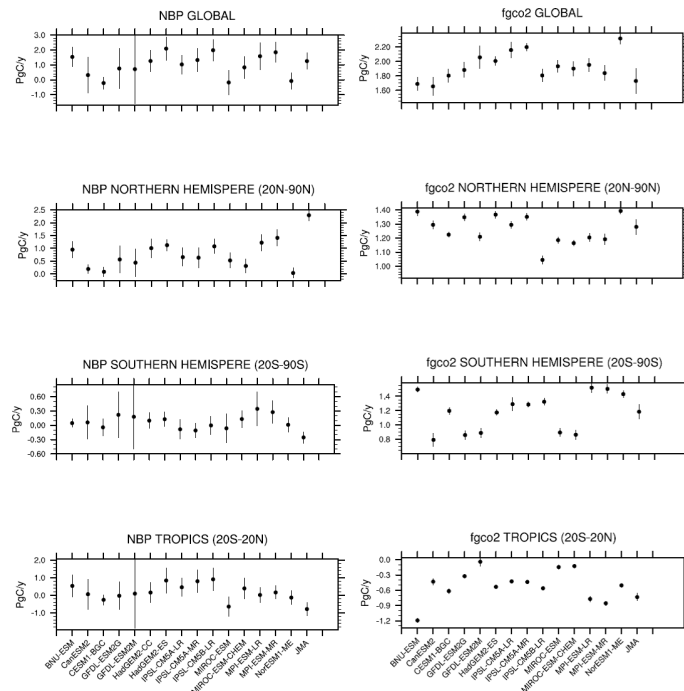 NBP GLOBAL
PgC/y
3.0
2.0
1.0
0.0
-1.0
fgco2 GLOBAL
PgC/y
2.20
2.00
1.80
1.60
NBP NORTHERN HEMISPERE (20N-90N)
PgC/y
2.5
2.0
1.5
1.0
0.5
0.0
fgco2 NORTHERN HEMISPERE (20N-90N)
PgC/y
1.40
1.30
1.20
1.10
1.00
NBP SOUTHERN HEMISPERE (20S-90S)
PgC/y
0.60
0.30
0.00
-0.30
-0.60
fgco2 SOUTHERN HEMISPERE (20S-90S)
PgC/y
1.4
1.2
1.0
0.8
NBP TROPICS (20S-20N)
PgC/y
2.0
1.0
0.0
-1.0
BNU-ESM
CanESM2
CESM1-BGC
GFDL-ESM2G
GFDL-ESM2M
HadGEM2-CC
HadGEM2-ES
IPSL-CM5A-LR
IPSL-CM5A-MR
IPSL-CM5B-LR
MIROC-ESM
MIROC-ESM-CHEM
MPI-ESM-LR
MPI-ESM-MR
NorESM1-ME
JMA
fgco2 TROPICS (20S-20N)
PgC/y
0.0
-0.3
-0.6
-0.9
-1.2
BNU-ESM
CanESM2
CESM1-BGC
GFDL-ESM2G
GFDL-ESM2M
HadGEM2-ES
IPSL-CM5A-LR
IPSL-CM5A-MR
IPSL-CM5B-LR
MIROC-ESM
MIROC-ESM-CHEM
MPI-ESM-LR
MPI-ESM-MR
NorESM1-ME
JMA